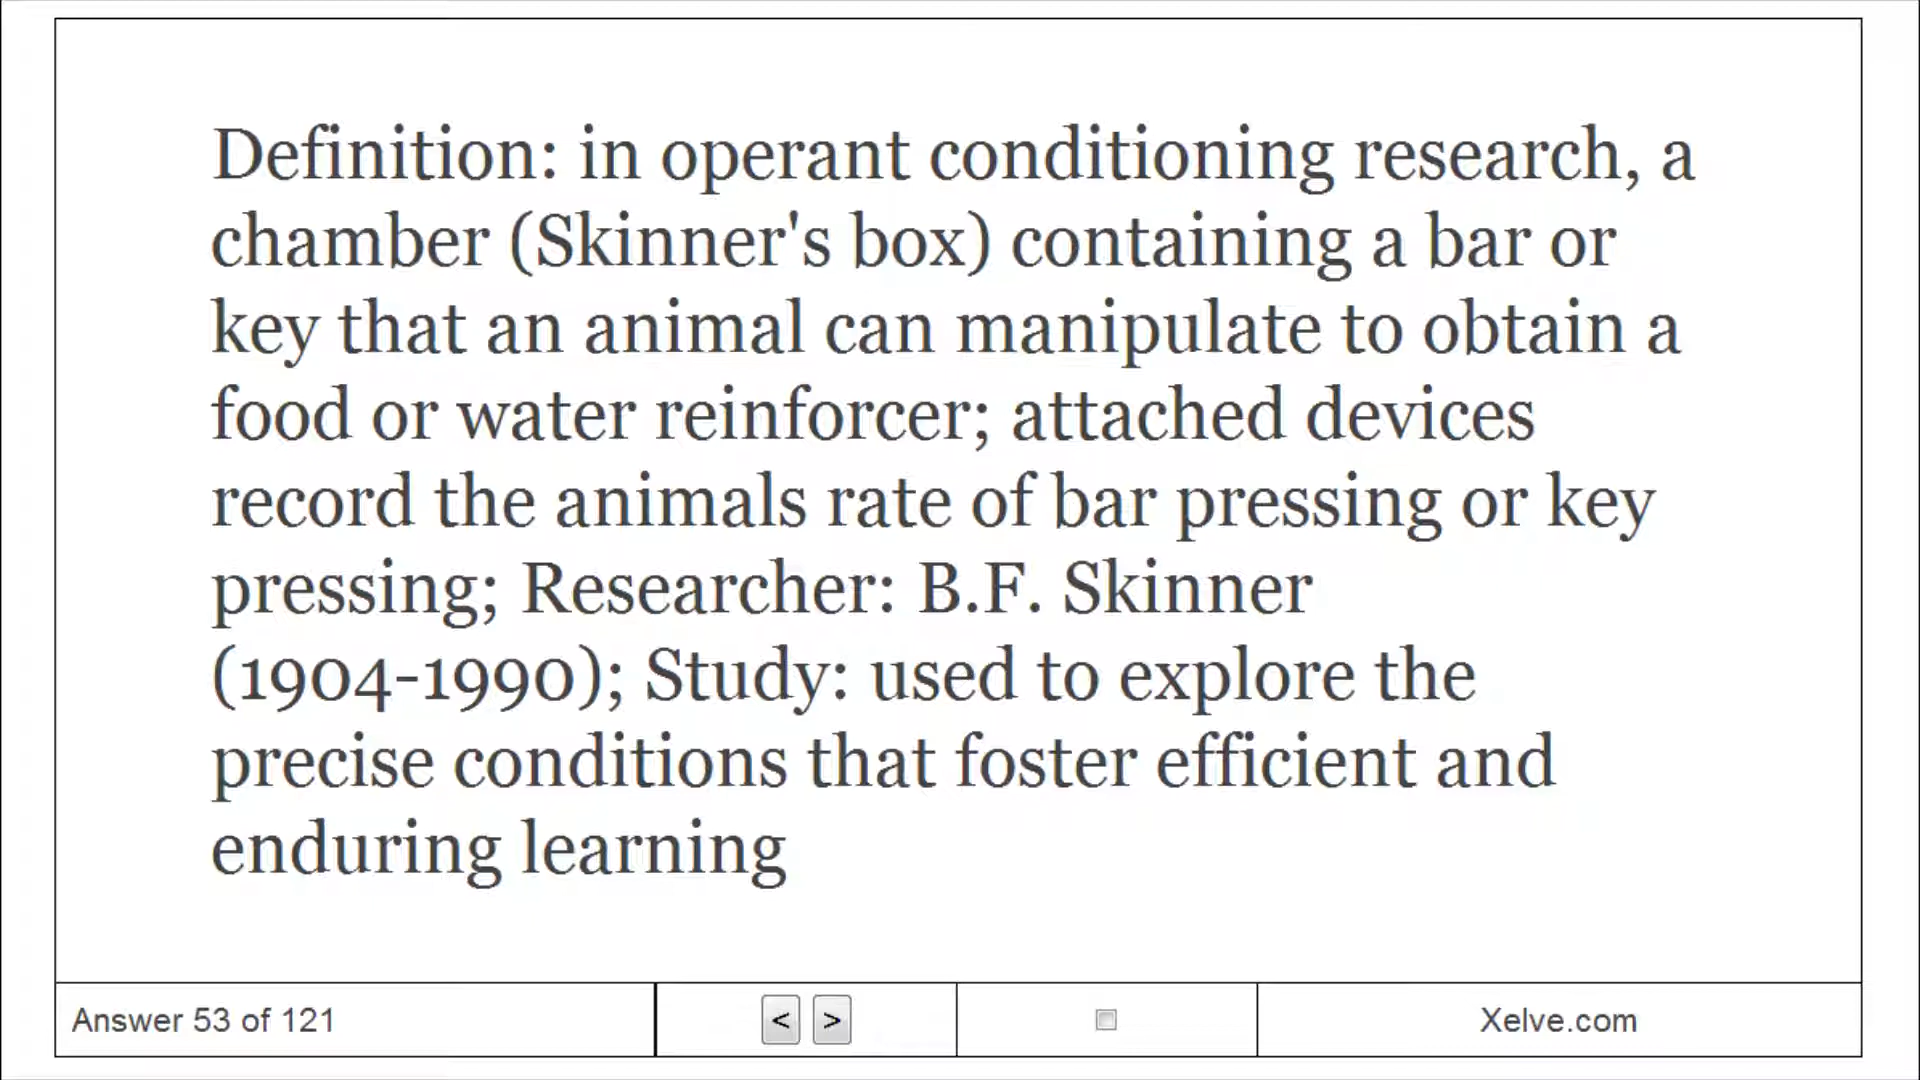 Definition: in operant conditioning research, a
chamber (Skinner's box) containing a bar or
key that an animal can manipulate to obtain a
food or water reinforcer; attached devices
record the animals rate of bar pressing or key
pressing; Researcher: B.F. Skinner
(1904-1990); Study: used to explore the
precise conditions that foster efficient and
enduring learning
Answer 53 of 121
< >
Xelve.com